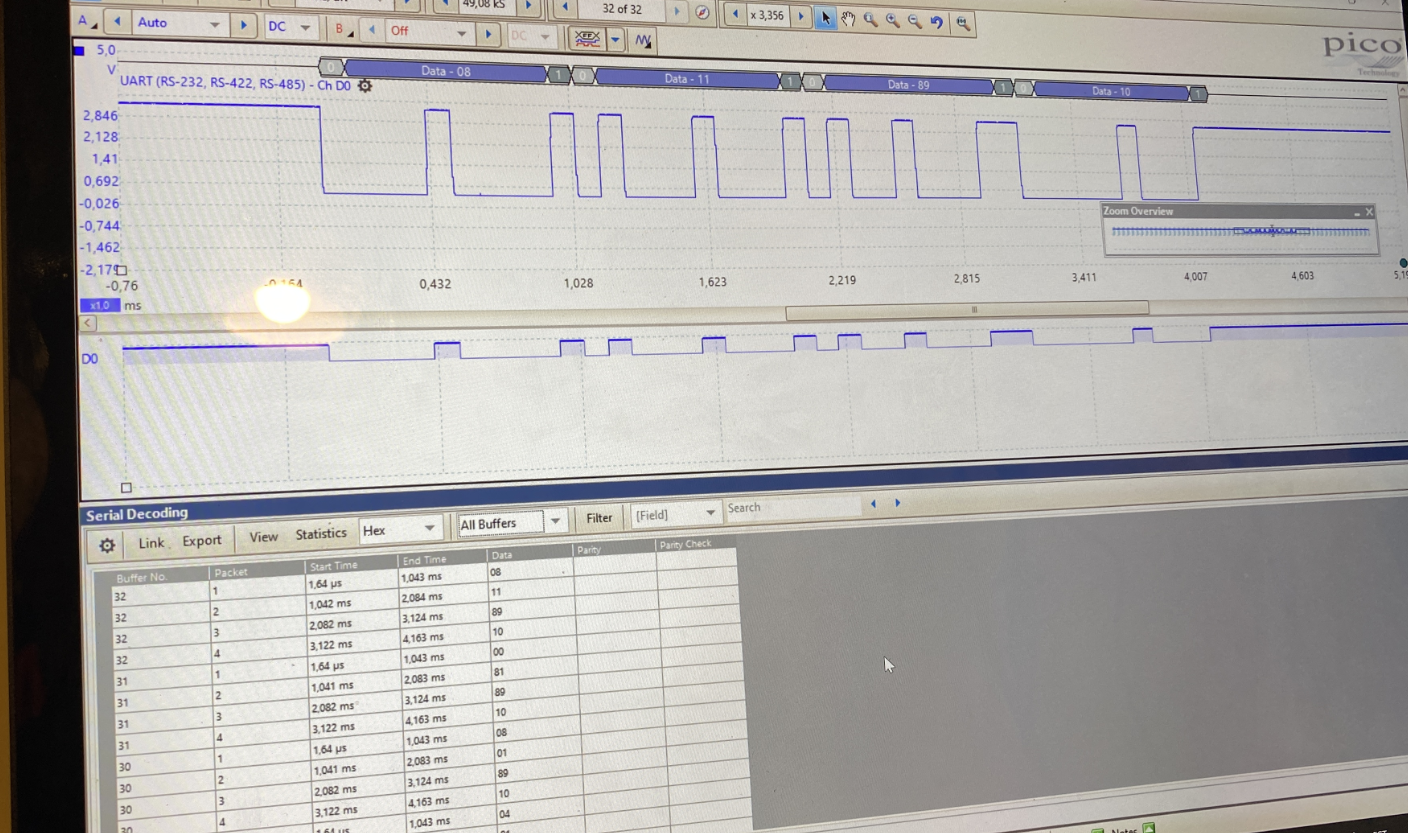 49,08 kS
32 of 32
x 3,356
A
Auto
DC
B
Off
DC
pico
Technology
5,0
V
0
Data - 08
1
0
Data - 11
1
0
Data - 89
1
0
Data - 10
1
UART (RS-232, RS-422, RS-485) - Ch D0
2,846
2,128
1,41
0,692
-0,026
-0,744
-1,462
-2,179
Zoom Overview
-0,76
-0,164
0,432
1,028
1,623
2,219
2,815
3,411
4,007
4,603
5,19
x1,0
ms
D0
Serial Decoding
Link
Export
View
Statistics
Hex
All Buffers
Filter
[Field]
Search
Buffer No.
Packet
Start Time
End Time
Data
Parity
Parity Check
32 1 1,64 µs 1,043 ms 08
32 2 1,042 ms 2,084 ms 11
32 3 2,082 ms 3,124 ms 89
32 4 3,122 ms 4,163 ms 10
31 1 1,64 µs 1,043 ms 00
31 2 1,041 ms 2,083 ms 81
31 3 2,082 ms 3,124 ms 89
31 4 3,122 ms 4,163 ms 10
30 1 1,64 µs 1,043 ms 08
30 2 1,041 ms 2,083 ms 01
30 3 2,082 ms 3,124 ms 89
30 4 3,122 ms 4,163 ms 10
1,64 µs 1,043 ms 04
Notes